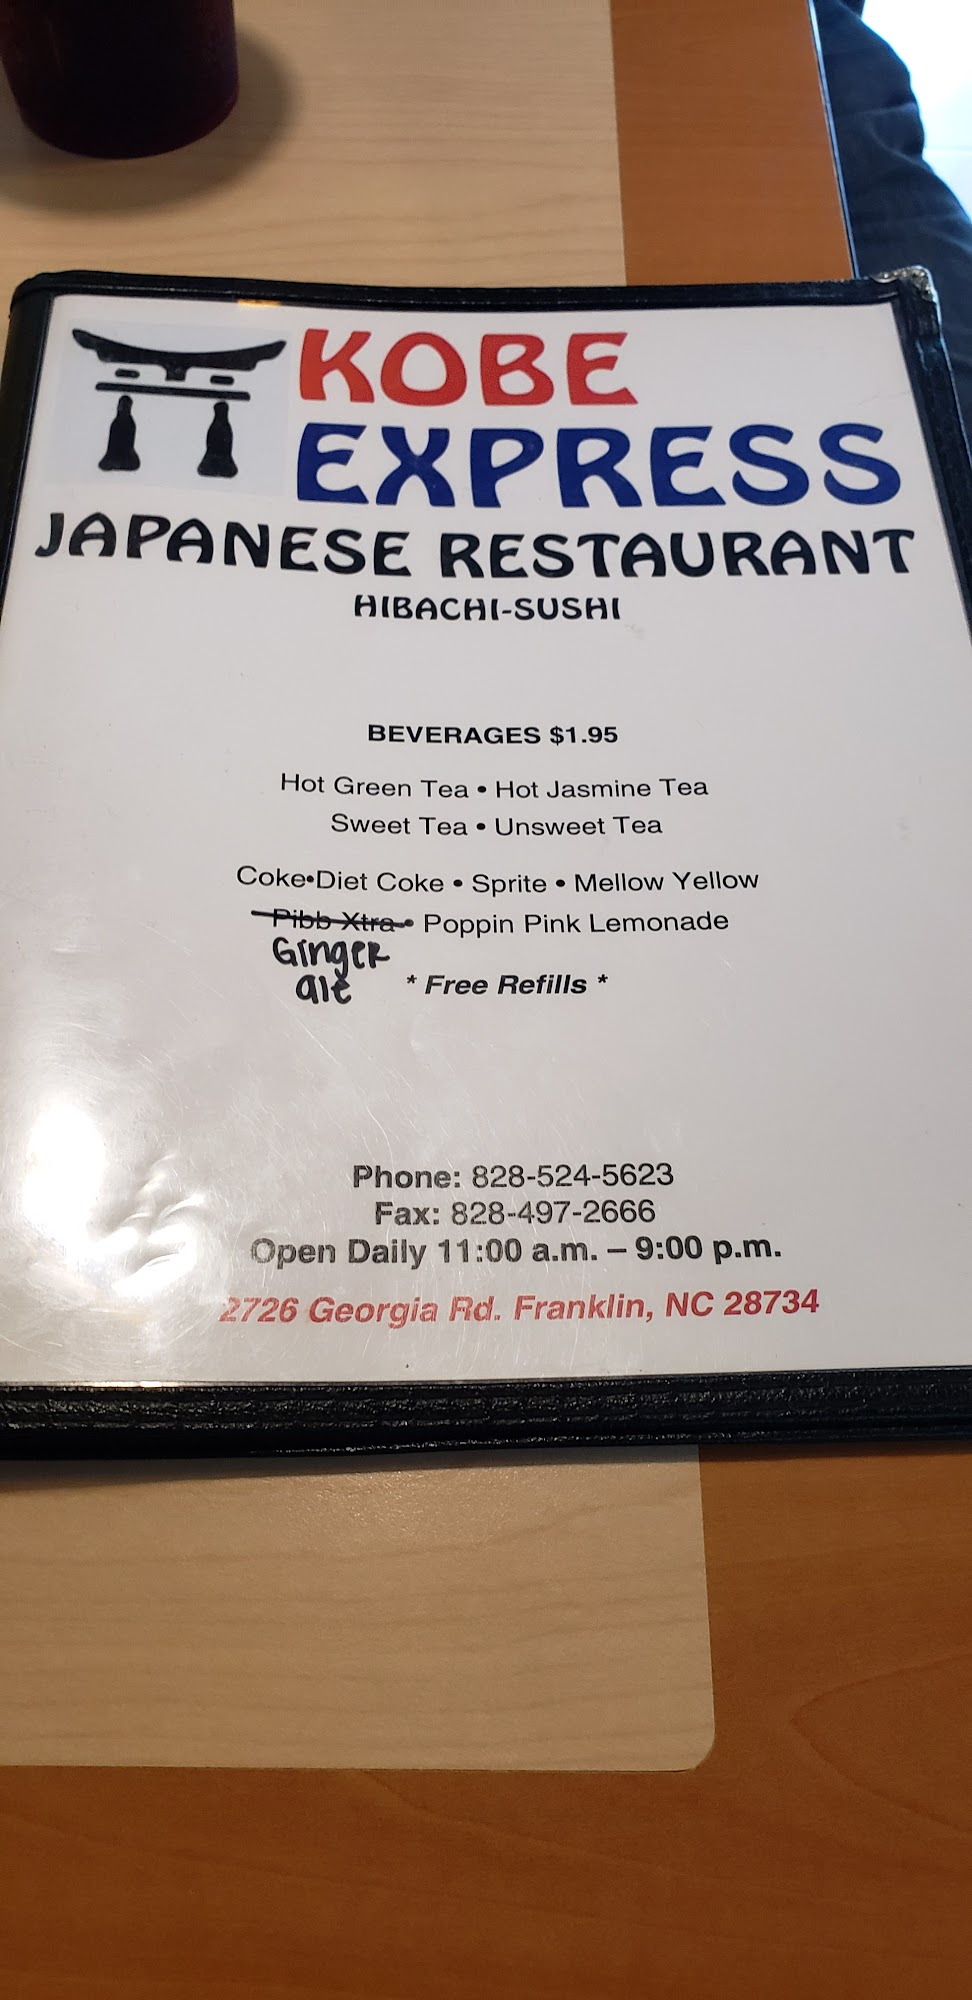 KOBE
EXPRESS
JAPANESE RESTAURANT
HIBACHI-SUSHI
BEVERAGES $1.95
Hot Green Tea • Hot Jasmine Tea
Sweet Tea • Unsweet Tea
Coke•Diet Coke • Sprite • Mellow Yellow
Pibb Xtra • Poppin Pink Lemonade
Ginger
ale
* Free Refills *
Phone: 828-524-5623
Fax: 828-497-2666
Open Daily 11:00 a.m. – 9:00 p.m.
2726 Georgia Rd. Franklin, NC 28734